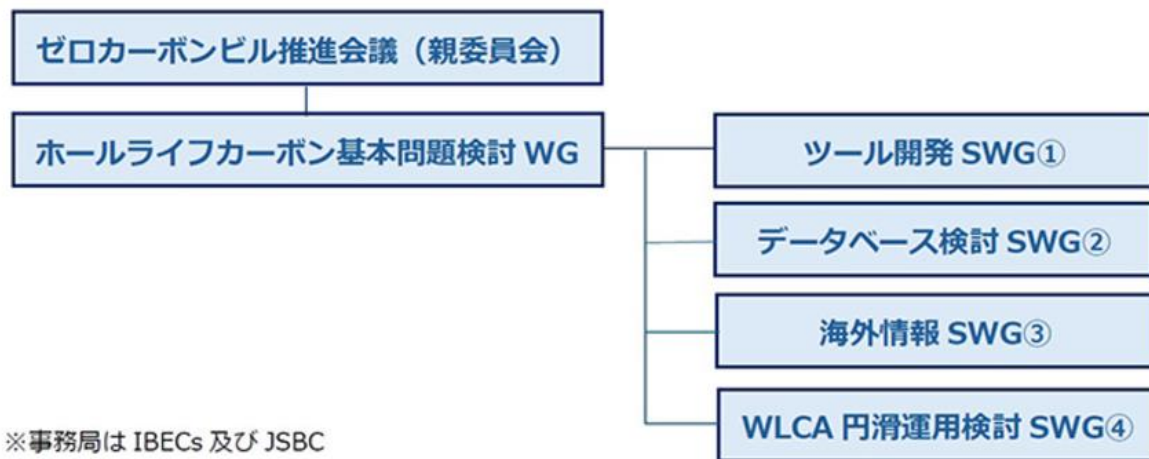 ゼロカーボンビル推進会議（親委員会）
ホールライフカーボン基本問題検討 WG
ツール開発 SWG①
データベース検討 SWG②
海外情報 SWG③
WLCA 円滑運用検討 SWG④
※事務局は IBECs 及び JSBC